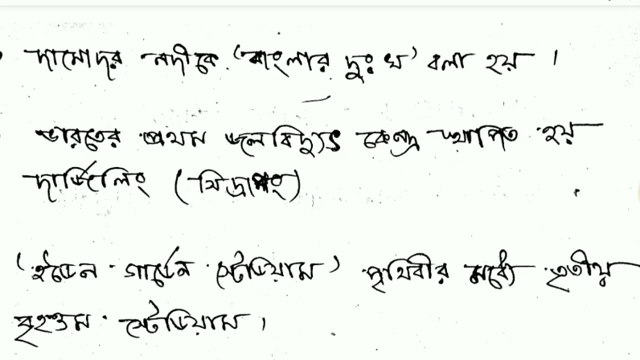 দামোদর নদীকে (বাংলার দুঃখ) বলা হয় ।
ভারতের প্রথম জলবিদ্যুৎ কেন্দ্র স্থাপিত হয়
দার্জিলিং (সিদ্রাপং)
(ইডেন গার্ডেন স্টেডিয়াম) পৃথিবীর মধ্যে তৃতীয়
বৃহত্তম স্টেডিয়াম ।